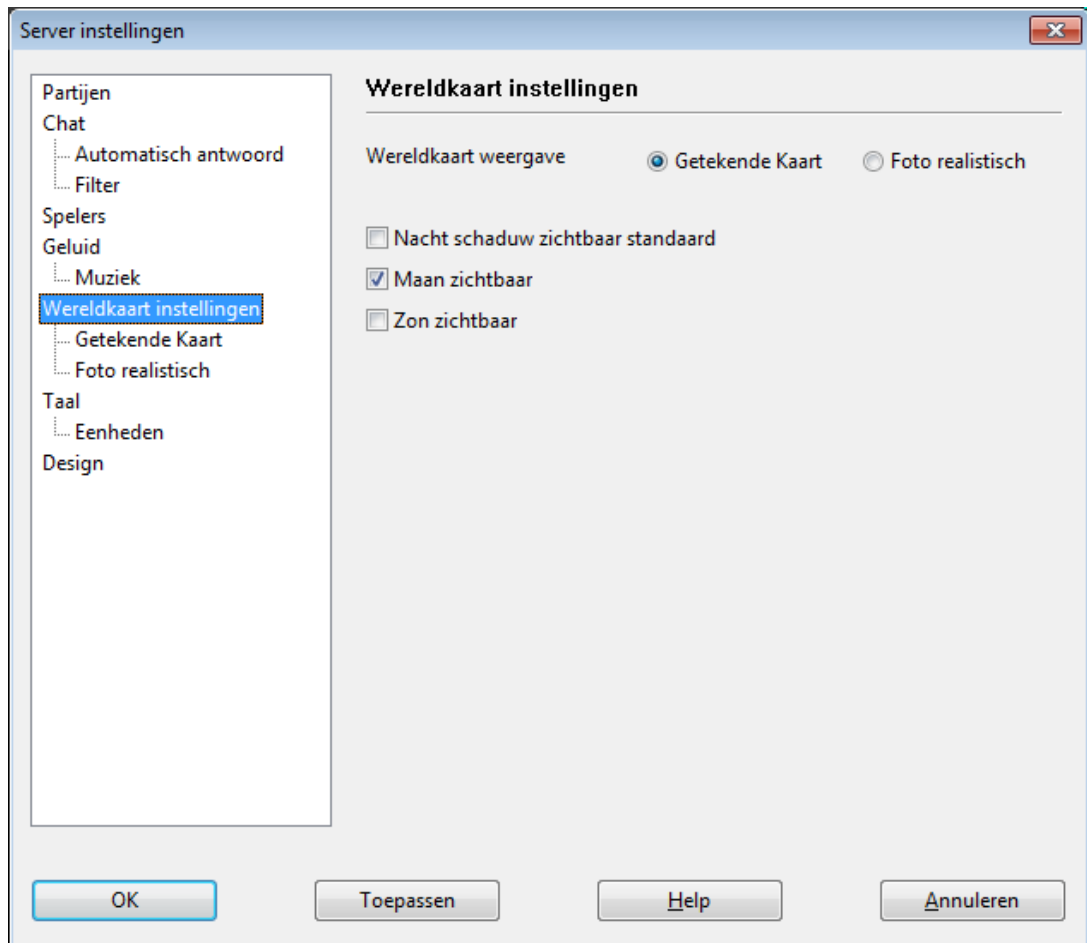 Server instellingen
Partijen
Chat
Automatisch antwoord
Filter
Spelers
Geluid
Muziek
Wereldkaart instellingen
Getekende Kaart
Foto realistisch
Taal
Eenheden
Design
Wereldkaart instellingen
Wereldkaart weergave Getekende Kaart Foto realistisch
Nacht schaduw zichtbaar standaard
Maan zichtbaar
Zon zichtbaar
OK Toepassen Help Annuleren